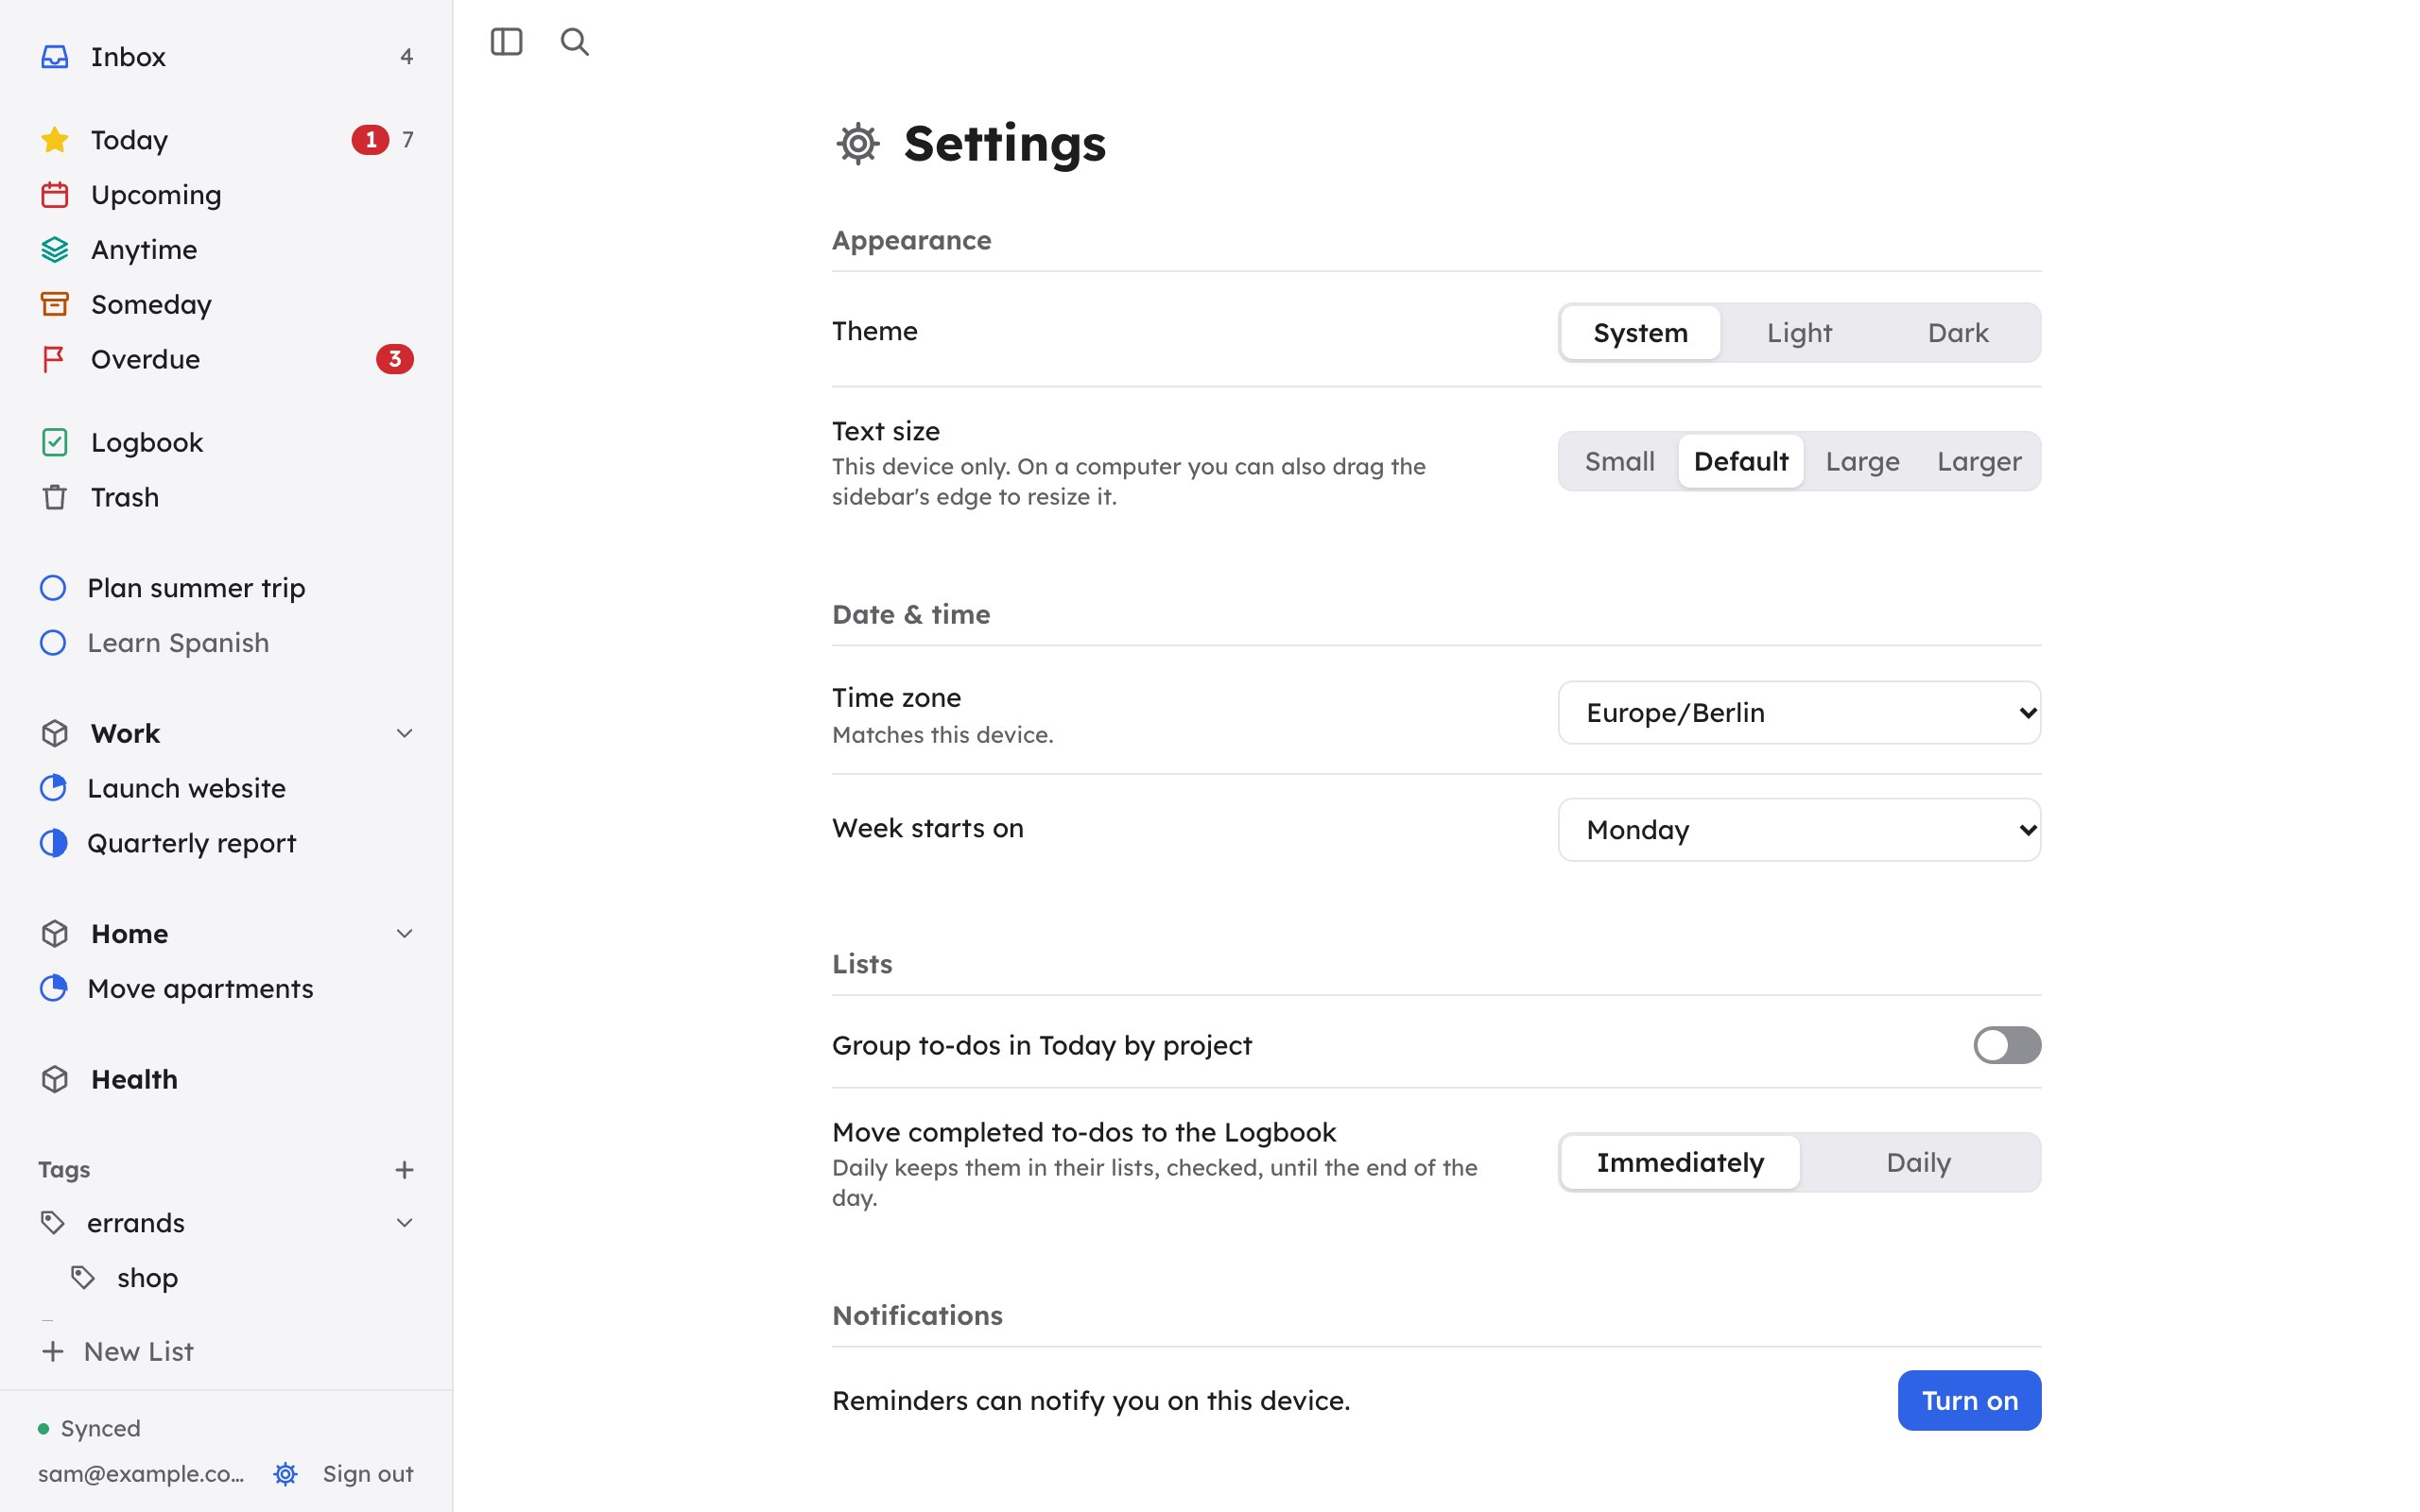 Inbox 4
Today 1 7
Upcoming
Anytime
Someday
Overdue 3
Logbook
Trash
Plan summer trip
Learn Spanish
Work
Launch website
Quarterly report
Home
Move apartments
Health
Tags
errands
shop
New List
Synced
sam@example.co… Sign out
Settings
Appearance
Theme System Light Dark
Text size
This device only. On a computer you can also drag the
sidebar's edge to resize it.
Small Default Large Larger
Date & time
Time zone
Matches this device.
Europe/Berlin
Week starts on Monday
Lists
Group to-dos in Today by project
Move completed to-dos to the Logbook
Daily keeps them in their lists, checked, until the end of the
day.
Immediately Daily
Notifications
Reminders can notify you on this device. Turn on